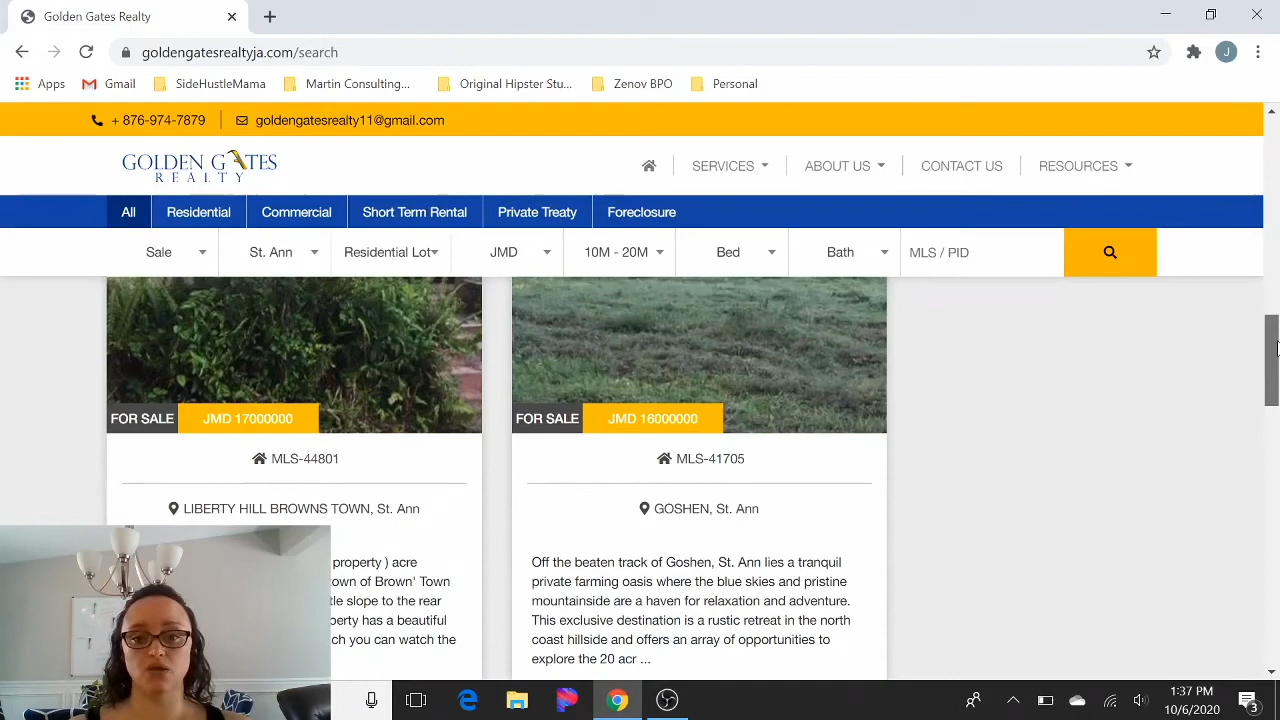 Golden Gates Realty
goldengatesrealtyja.com/search
J
Apps Gmail SideHustleMama Martin Consulting... Original Hipster Stu... Zenov BPO Personal
+ 876-974-7879 goldengatesrealty11@gmail.com
GOLDEN GATES
REALTY
SERVICES ABOUT US CONTACT US RESOURCES
All Residential Commercial Short Term Rental Private Treaty Foreclosure
Sale St. Ann Residential Lot JMD 10M - 20M Bed Bath MLS / PID
FOR SALE JMD 17000000
MLS-44801
LIBERTY HILL BROWNS TOWN, St. Ann
property ) acre
own of Brown' Town
tle slope to the rear
perty has a beautiful
ch you can watch the
FOR SALE JMD 16000000
MLS-41705
GOSHEN, St. Ann
Off the beaten track of Goshen, St. Ann lies a tranquil
private farming oasis where the blue skies and pristine
mountainside are a haven for relaxation and adventure.
This exclusive destination is a rustic retreat in the north
coast hillside and offers an array of opportunities to
explore the 20 acr ...
1:37 PM
10/6/2020
3